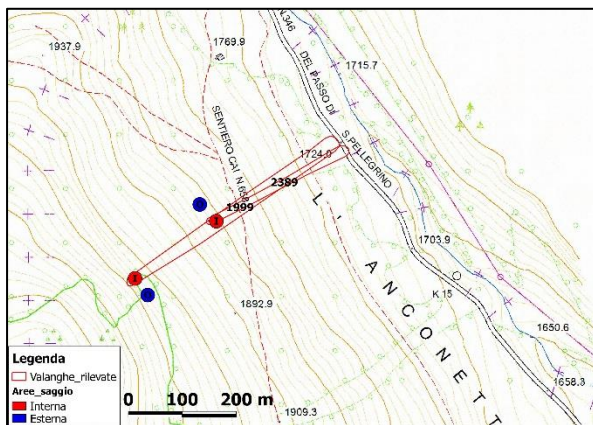 1937.9
1769.9
N.346
DEL PASSO DI
S.PELLEGRINO
1715.7
SENTIERO CAI N.658
1724.0
2389
1999
L' ANCONETT
1703.9
K 15
1892.9
1650.6
1658.3
1909.3
Legenda
Valanghe_rilevate
Aree_saggio
Interna
Esterna
0 100 200 m
I
I